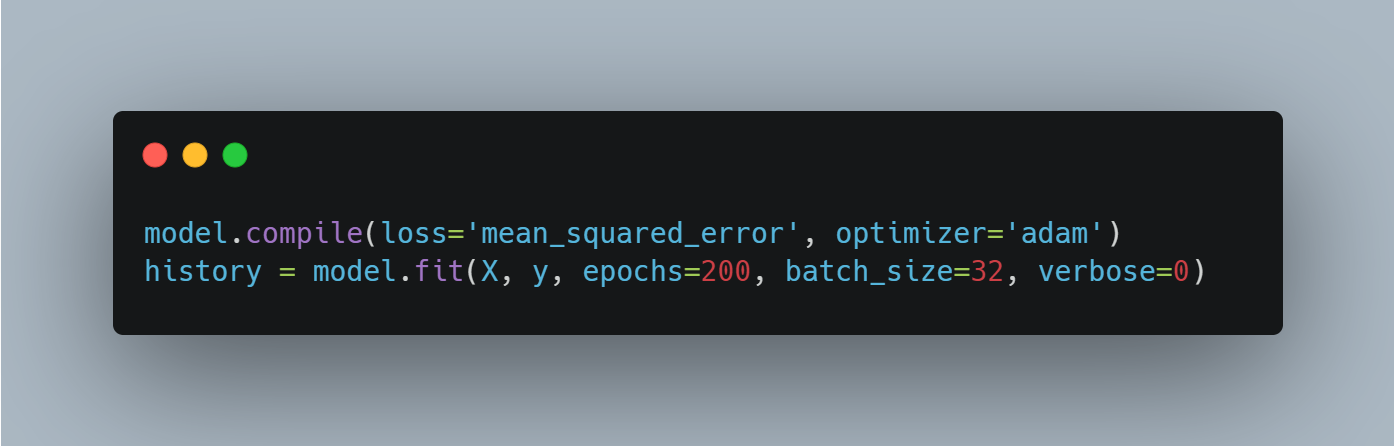 model.compile(loss='mean_squared_error', optimizer='adam')
history = model.fit(X, y, epochs=200, batch_size=32, verbose=0)